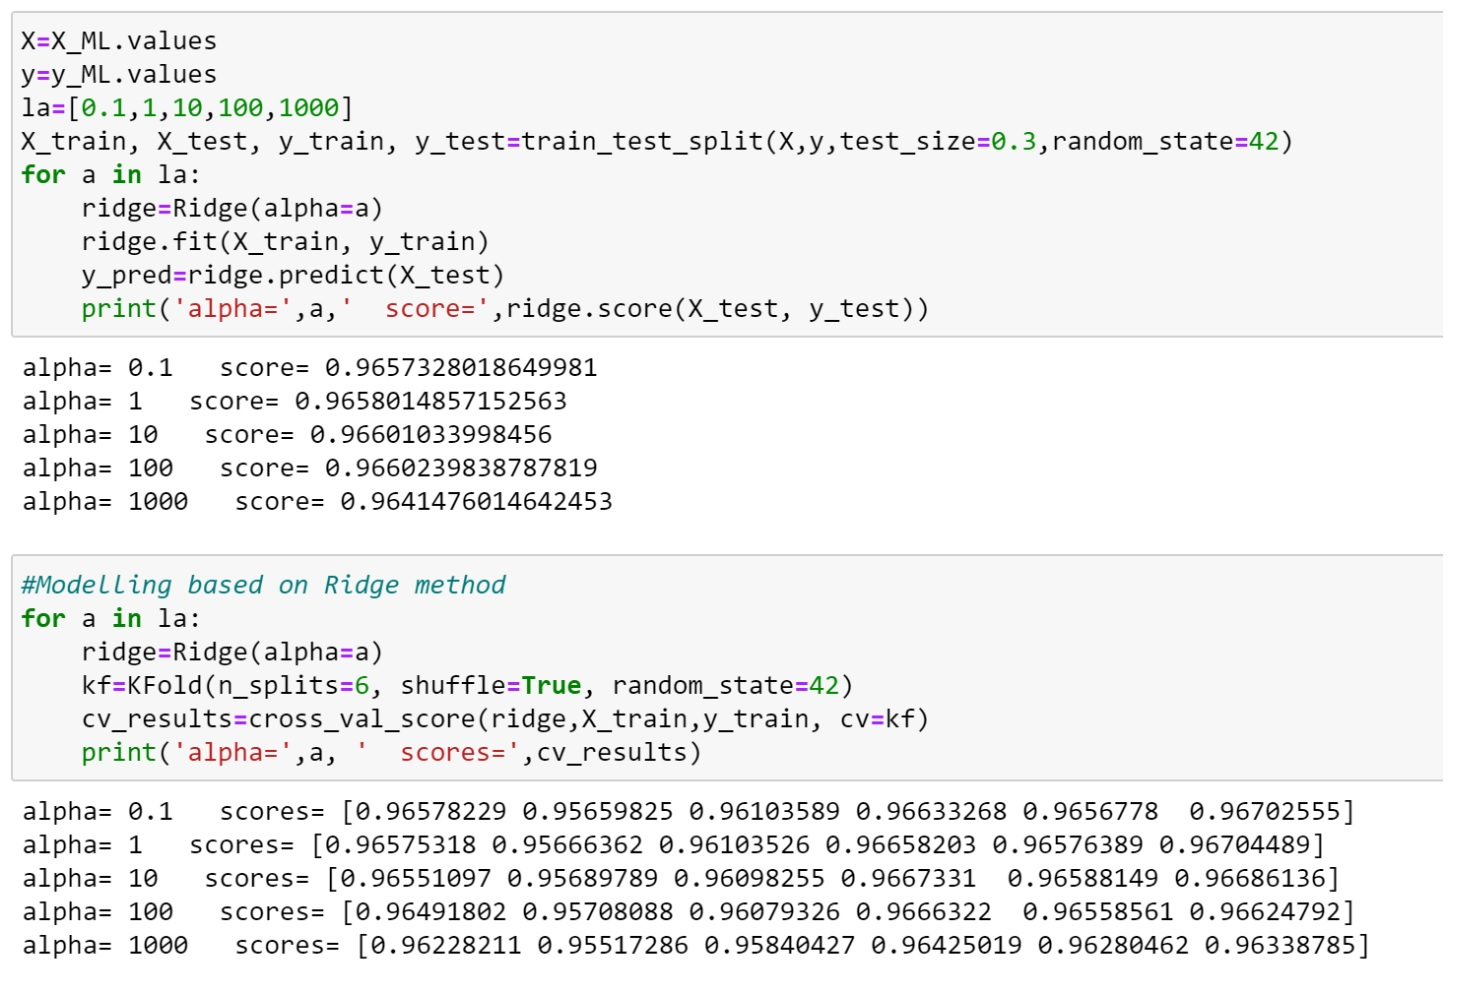 X=X_ML.values
y=y_ML.values
la=[0.1,1,10,100,1000]
X_train, X_test, y_train, y_test=train_test_split(X,y,test_size=0.3,random_state=42)
for a in la:
    ridge=Ridge(alpha=a)
    ridge.fit(X_train, y_train)
    y_pred=ridge.predict(X_test)
    print('alpha=',a,'  score=',ridge.score(X_test, y_test))
alpha= 0.1   score= 0.9657328018649981
alpha= 1   score= 0.9658014857152563
alpha= 10   score= 0.96601033998456
alpha= 100   score= 0.9660239838787819
alpha= 1000   score= 0.9641476014642453
#Modelling based on Ridge method
for a in la:
    ridge=Ridge(alpha=a)
    kf=KFold(n_splits=6, shuffle=True, random_state=42)
    cv_results=cross_val_score(ridge,X_train,y_train, cv=kf)
    print('alpha=',a, '  scores=',cv_results)
alpha= 0.1   scores= [0.96578229 0.95659825 0.96103589 0.96633268 0.9656778  0.96702555]
alpha= 1   scores= [0.96575318 0.95666362 0.96103526 0.96658203 0.96576389 0.96704489]
alpha= 10   scores= [0.96551097 0.95689789 0.96098255 0.9667331  0.96588149 0.96686136]
alpha= 100   scores= [0.96491802 0.95708088 0.96079326 0.9666322  0.96558561 0.96624792]
alpha= 1000   scores= [0.96228211 0.95517286 0.95840427 0.96425019 0.96280462 0.96338785]